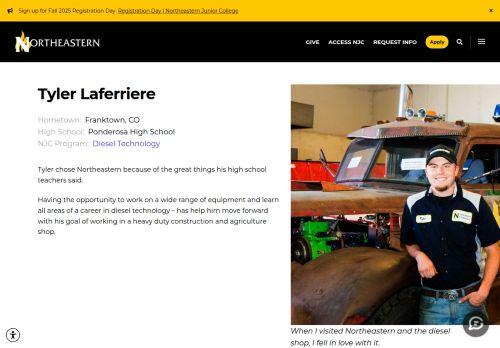 Sign up for Fall 2025 Registration Day Registration Day | Northeastern Junior College ×
NORTHEASTERN GIVE ACCESS NJC REQUEST INFO Apply
Tyler Laferriere
Hometown: Franktown, CO
High School: Ponderosa High School
NJC Program: Diesel Technology
Tyler chose Northeastern because of the great things his high school
teachers said.
Having the opportunity to work on a wide range of equipment and learn
all areas of a career in diesel technology – has help him move forward
with his goal of working in a heavy duty construction and agriculture
shop.
When I visited Northeastern and the diesel
shop, I fell in love with it.